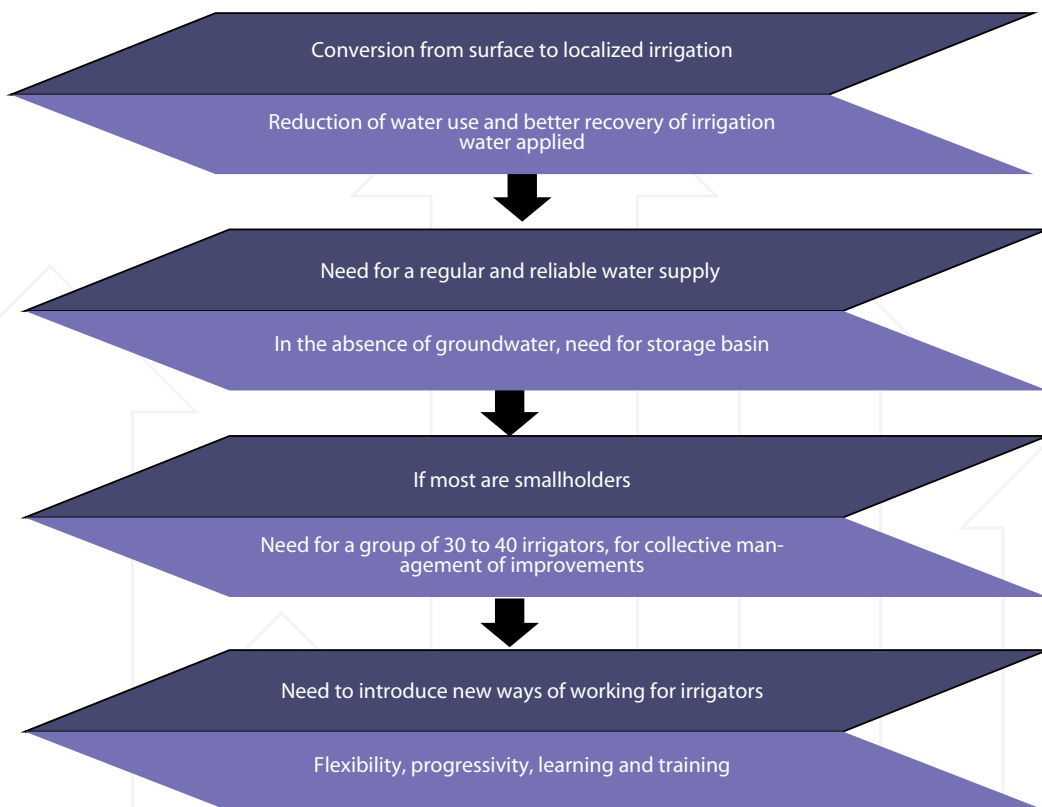 Conversion from surface to localized irrigation
Reduction of water use and better recovery of irrigation
water applied
Need for a regular and reliable water supply
In the absence of groundwater, need for storage basin
If most are smallholders
Need for a group of 30 to 40 irrigators, for collective man-
agement of improvements
Need to introduce new ways of working for irrigators
Flexibility, progressivity, learning and training